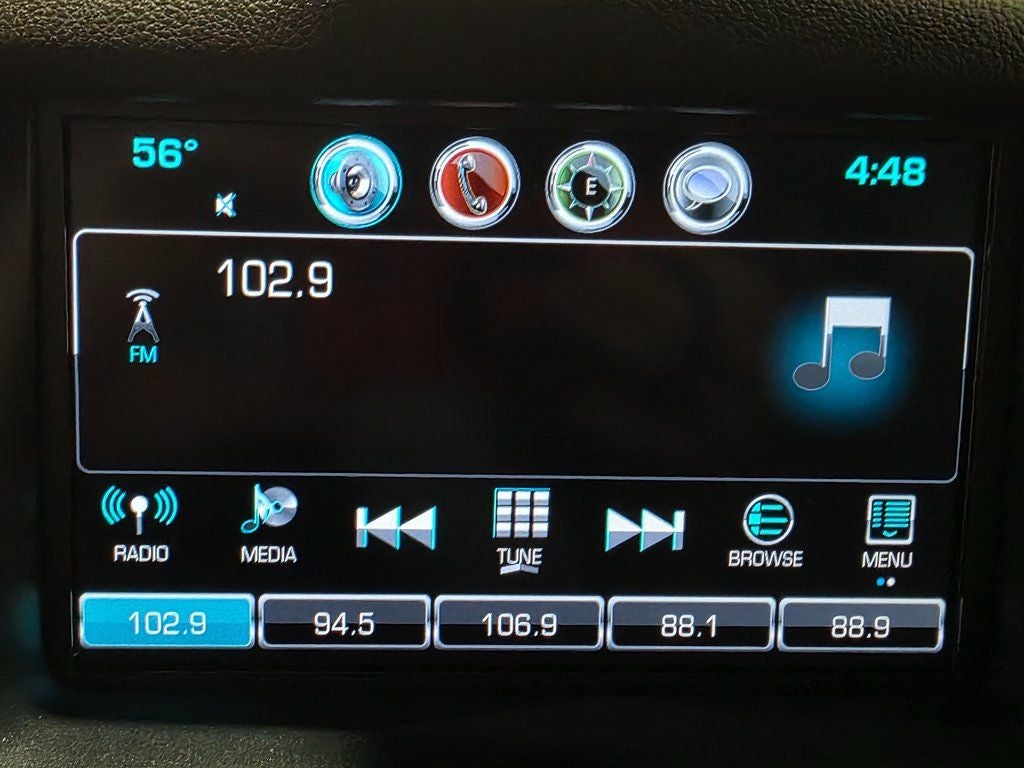 56°
E
4:48
102.9
FM
RADIO
MEDIA
TUNE
BROWSE
MENU
102.9
94.5
106.9
88.1
88.9